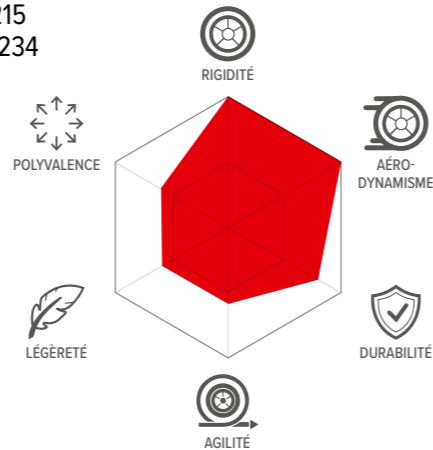 215
234
RIGIDITÉ
POLYVALENCE
AÉRO-
DYNAMISME
LÉGÈRETÉ
DURABILITÉ
AGILITÉ